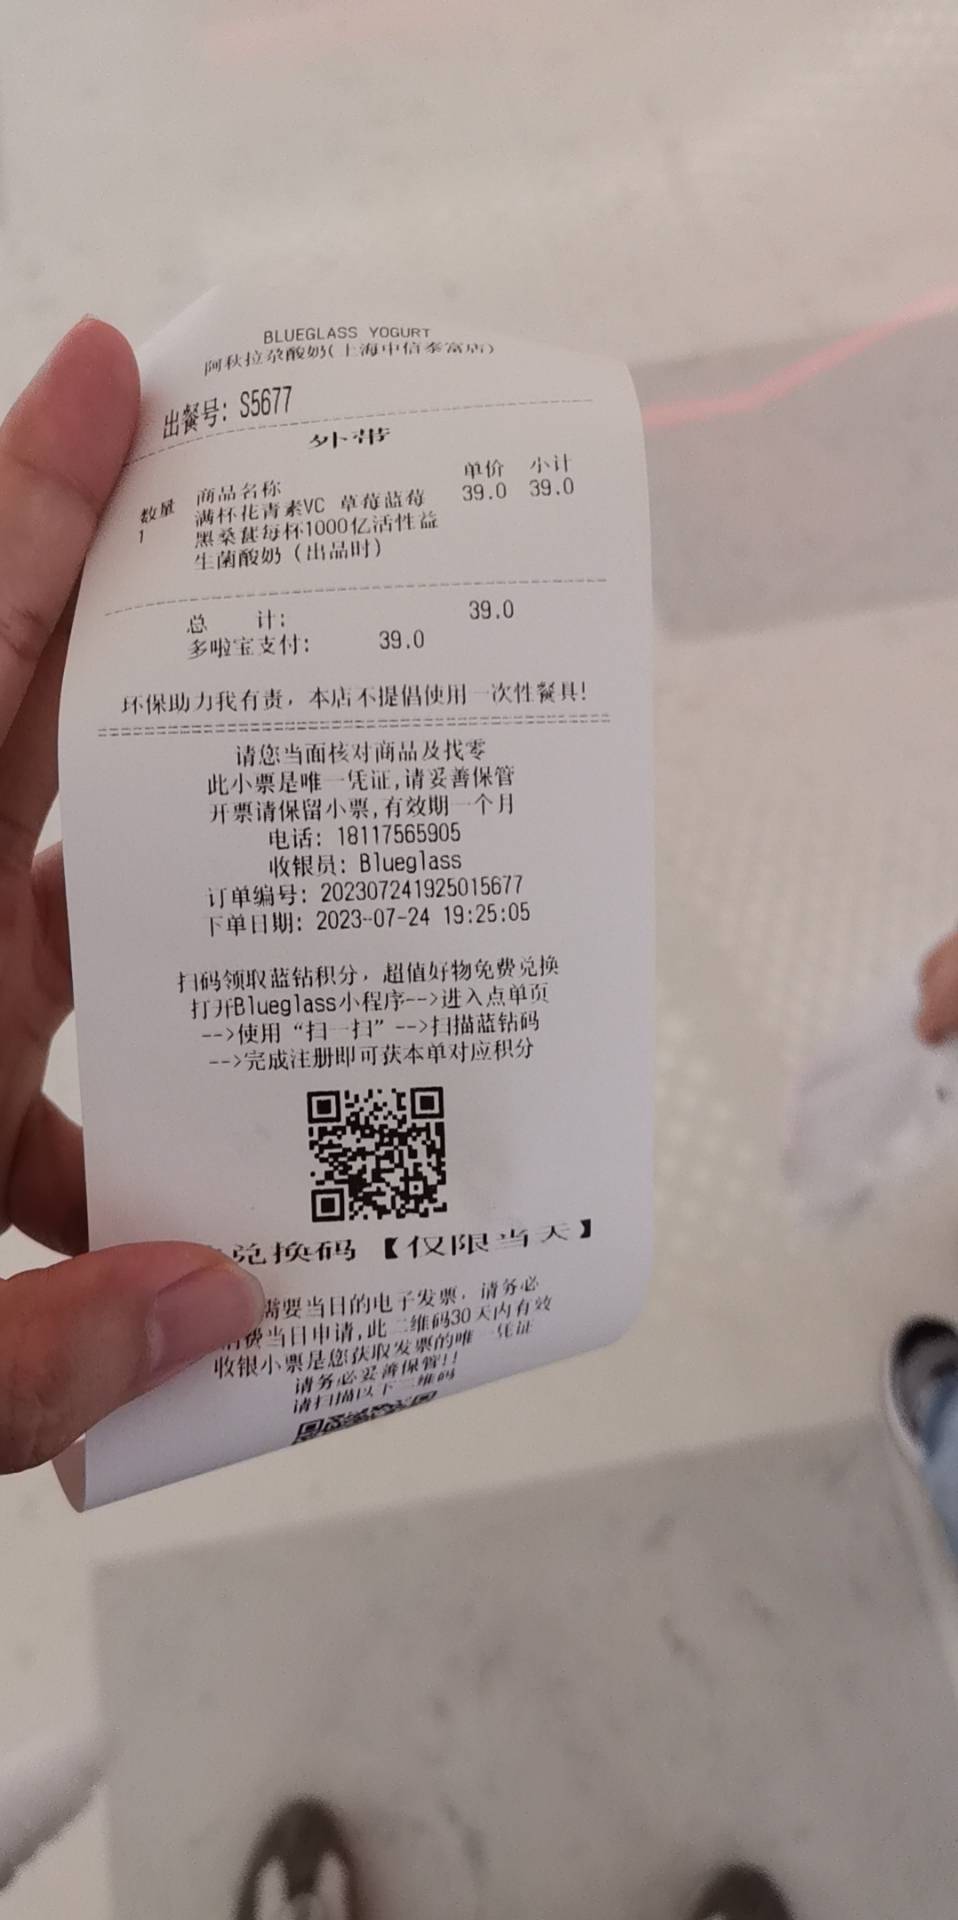 BLUEGLASS YOGURT
阿秋拉尕酸奶(上海中信泰富店)
出餐号: S5677
外带
数量 商品名称 单价 小计
1 满杯花青素VC 草莓蓝莓 39.0 39.0
黑桑葚每杯1000亿活性益
生菌酸奶(出品时)
总 计: 39.0
多啦宝支付: 39.0
环保助力我有责，本店不提倡使用一次性餐具!
请您当面核对商品及找零
此小票是唯一凭证,请妥善保管
开票请保留小票,有效期一个月
电话: 18117565905
收银员: Blueglass
订单编号: 202307241925015677
下单日期: 2023-07-24 19:25:05
扫码领取蓝钻积分，超值好物免费兑换
打开Blueglass小程序-->进入点单页
-->使用“扫一扫”-->扫描蓝钻码
-->完成注册即可获本单对应积分
兑换码【仅限当天】
需要当日的电子发票，请务必
消费当日申请,此二维码30天内有效
收银小票是您获取发票的唯一凭证
请务必妥善保管!!
请扫描以下二维码